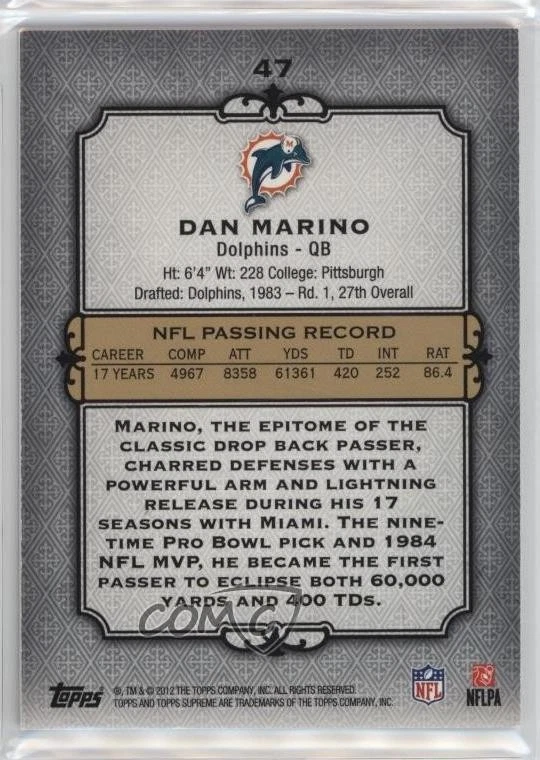 47
M
DAN MARINO
Dolphins - QB
Ht: 6'4" Wt: 228 College: Pittsburgh
Drafted: Dolphins, 1983 – Rd. 1, 27th Overall
NFL PASSING RECORD
CAREER COMP ATT YDS TD INT RAT
17 YEARS 4967 8358 61361 420 252 86.4
MARINO, THE EPITOME OF THE
CLASSIC DROP BACK PASSER,
CHARRED DEFENSES WITH A
POWERFUL ARM AND LIGHTNING
RELEASE DURING HIS 17
SEASONS WITH MIAMI. THE NINE-
TIME PRO BOWL PICK AND 1984
NFL MVP, HE BECAME THE FIRST
PASSER TO ECLIPSE BOTH 60,000
YARDS AND 400 TDS.
COMC
Topps
®, TM & © 2012 THE TOPPS COMPANY, INC. ALL RIGHTS RESERVED.
TOPPS AND TOPPS SUPREME ARE TRADEMARKS OF THE TOPPS COMPANY, INC.
NFL
NFLPA